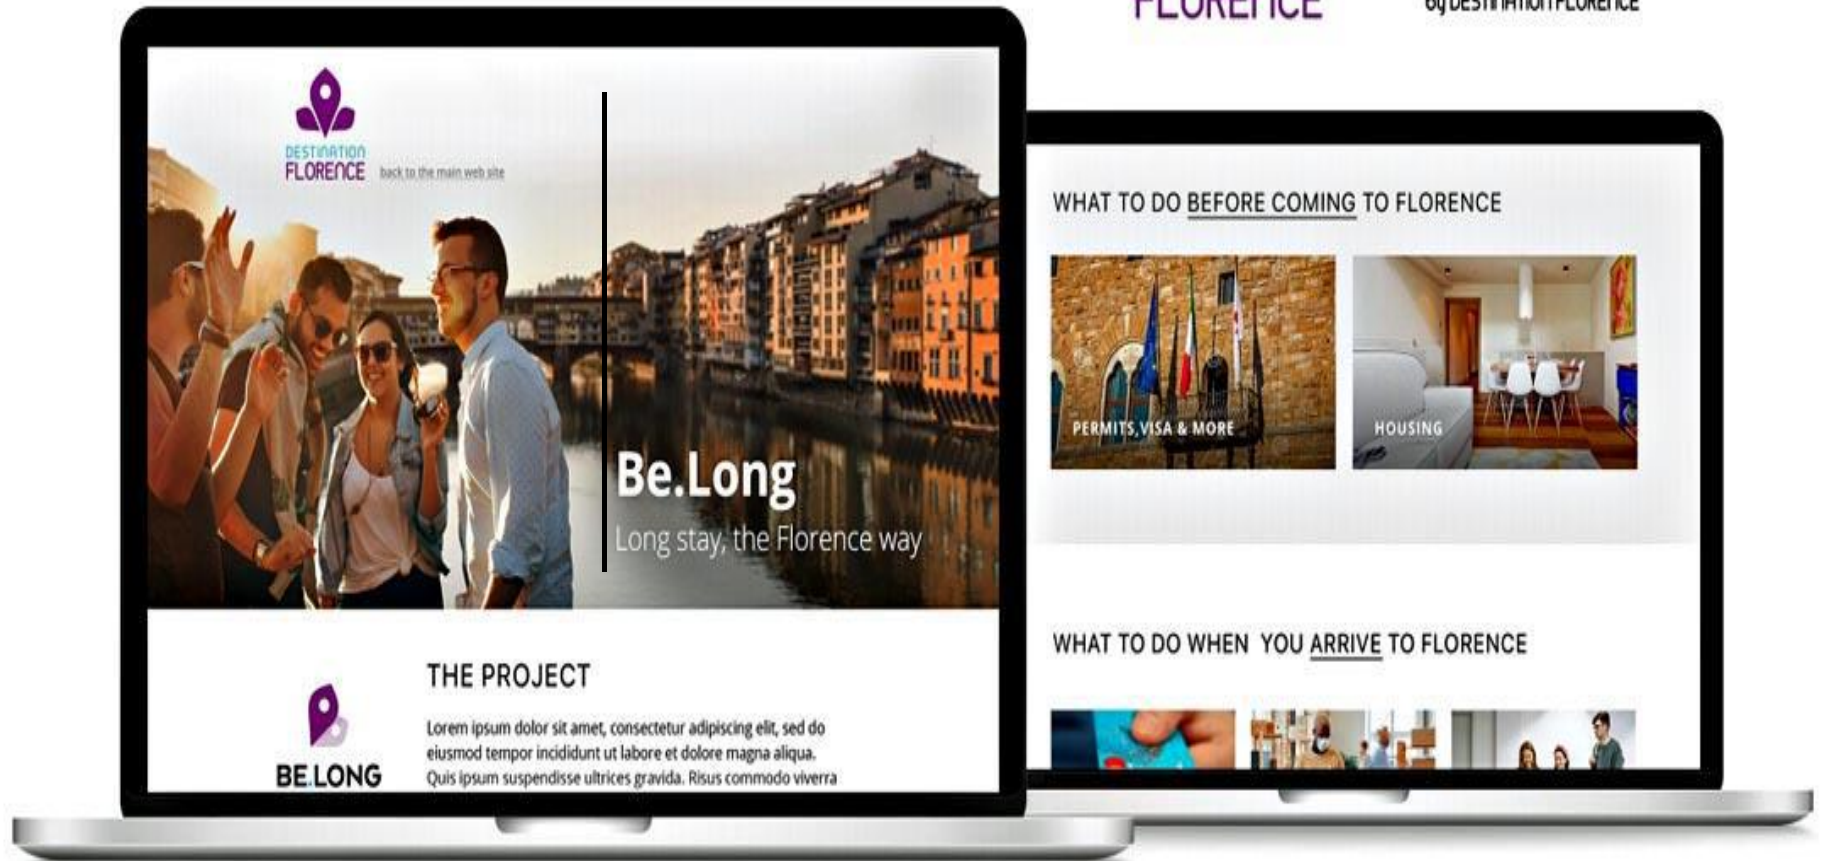 FLORENCE
by DESTINATION FLORENCE
DESTINATION
FLORENCE
back to the main web site
Be.Long
Long stay, the Florence way
THE PROJECT
Lorem ipsum dolor sit amet, consectetur adipiscing elit, sed do
eiusmod tempor incididunt ut labore et dolore magna aliqua.
Quis ipsum suspendisse ultrices gravida. Risus commodo viverra
BE.LONG
WHAT TO DO BEFORE COMING TO FLORENCE
PERMITS,VISA & MORE
HOUSING
WHAT TO DO WHEN YOU ARRIVE TO FLORENCE